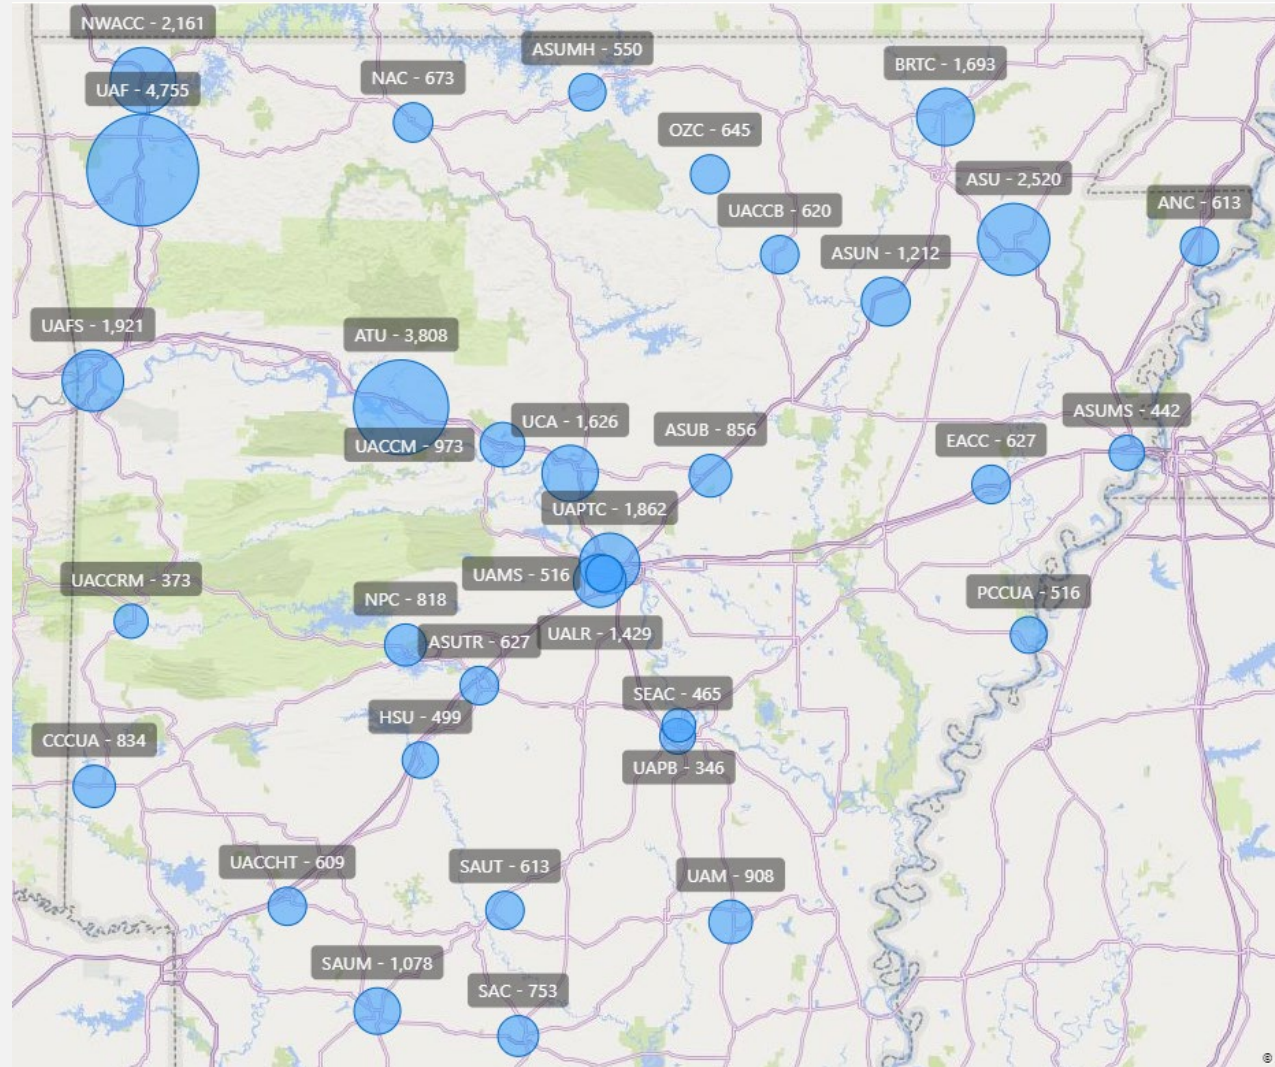 NWACC - 2,161
ASUMH - 550
BRTC - 1,693
NAC - 673
UAF - 4,755
OZC - 645
ASU - 2,520
ANC - 613
UACCB - 620
ASUN - 1,212
UAFS - 1,921
ATU - 3,808
ASUMS - 442
UCA - 1,626
ASUB - 856
EACC - 627
UACCM - 973
UAPTC - 1,862
UAMS - 516
UACCRM - 373
PCCUA - 516
NPC - 818
UALR - 1,429
ASUTR - 627
SEAC - 465
HSU - 499
CCCUA - 834
UAPB - 346
UACCHT - 609
SAUT - 613
UAM - 908
SAUM - 1,078
SAC - 753
©